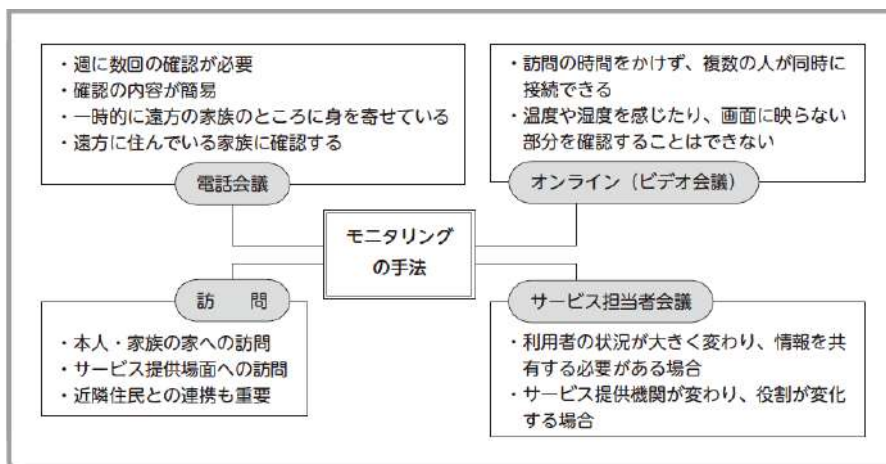 ・週に数回の確認が必要
・確認の内容が簡易
・一時的に遠方の家族のところに身を寄せている
・遠方に住んでいる家族に確認する
電話会議
・訪問の時間をかけず、複数の人が同時に
接続できる
・温度や湿度を感じたり、画面に映らない
部分を確認することはできない
オンライン（ビデオ会議）
モニタリング
の手法
訪　問
・本人・家族の家への訪問
・サービス提供場面への訪問
・近隣住民との連携も重要
サービス担当者会議
・利用者の状況が大きく変わり、情報を共
有する必要がある場合
・サービス提供機関が変わり、役割が変化
する場合